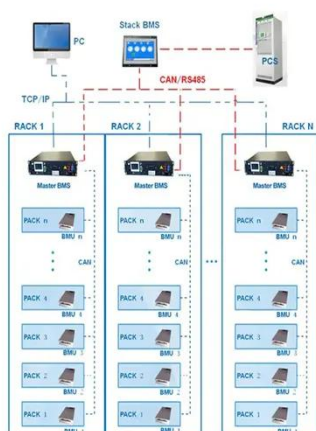 PC
Stack BMS
PCS
CAN/RS485
TCP/IP
RACK 1
RACK 2
RACK N
Master BMS
Master BMS
Master BMS
PACK n
BMU n
PACK n
BMU n
PACK n
BMU n
CAN
CAN
CAN
...
PACK 4
BMU 4
PACK 4
BMU 4
PACK 4
BMU 4
PACK 3
BMU 3
PACK 3
BMU 3
PACK 3
BMU 3
PACK 2
BMU 2
PACK 2
BMU 2
PACK 2
BMU 2
PACK 1
PACK 1
PACK 1